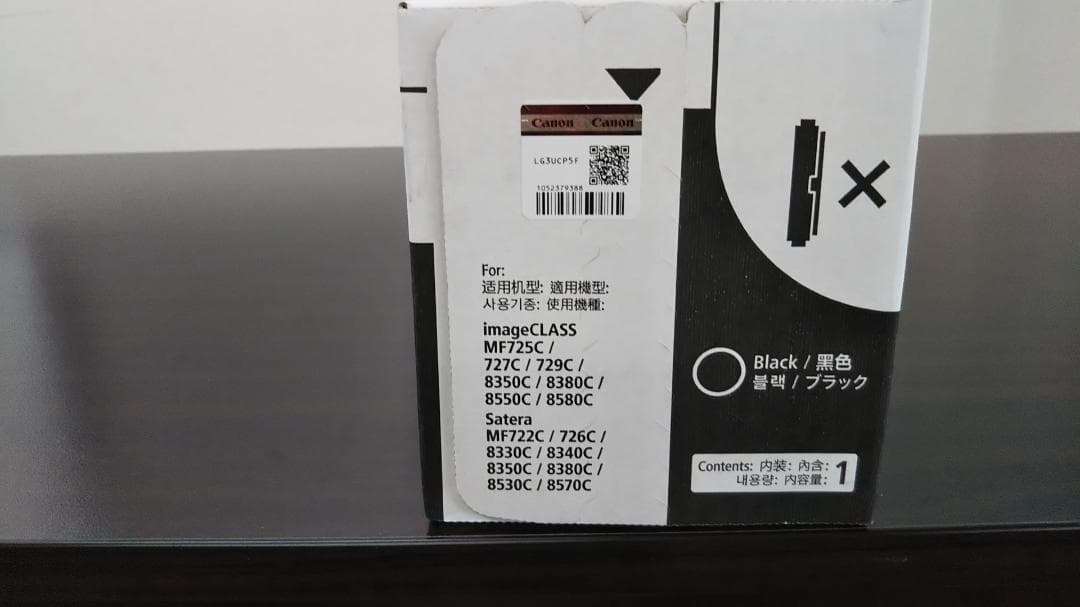 Canon Canon
LG3UCP5F
1052379388
For:
适用机型: 適用機型:
사용기종: 使用機種:
imageCLASS
MF725C /
727C / 729C /
8350C / 8380C /
8550C / 8580C
Satera
MF722C / 726C /
8330C / 8340C /
8350C / 8380C /
8530C / 8570C
Black / 黑色
블랙 / ブラック
Contents: 内装: 內含: 1
내용량: 内容量: